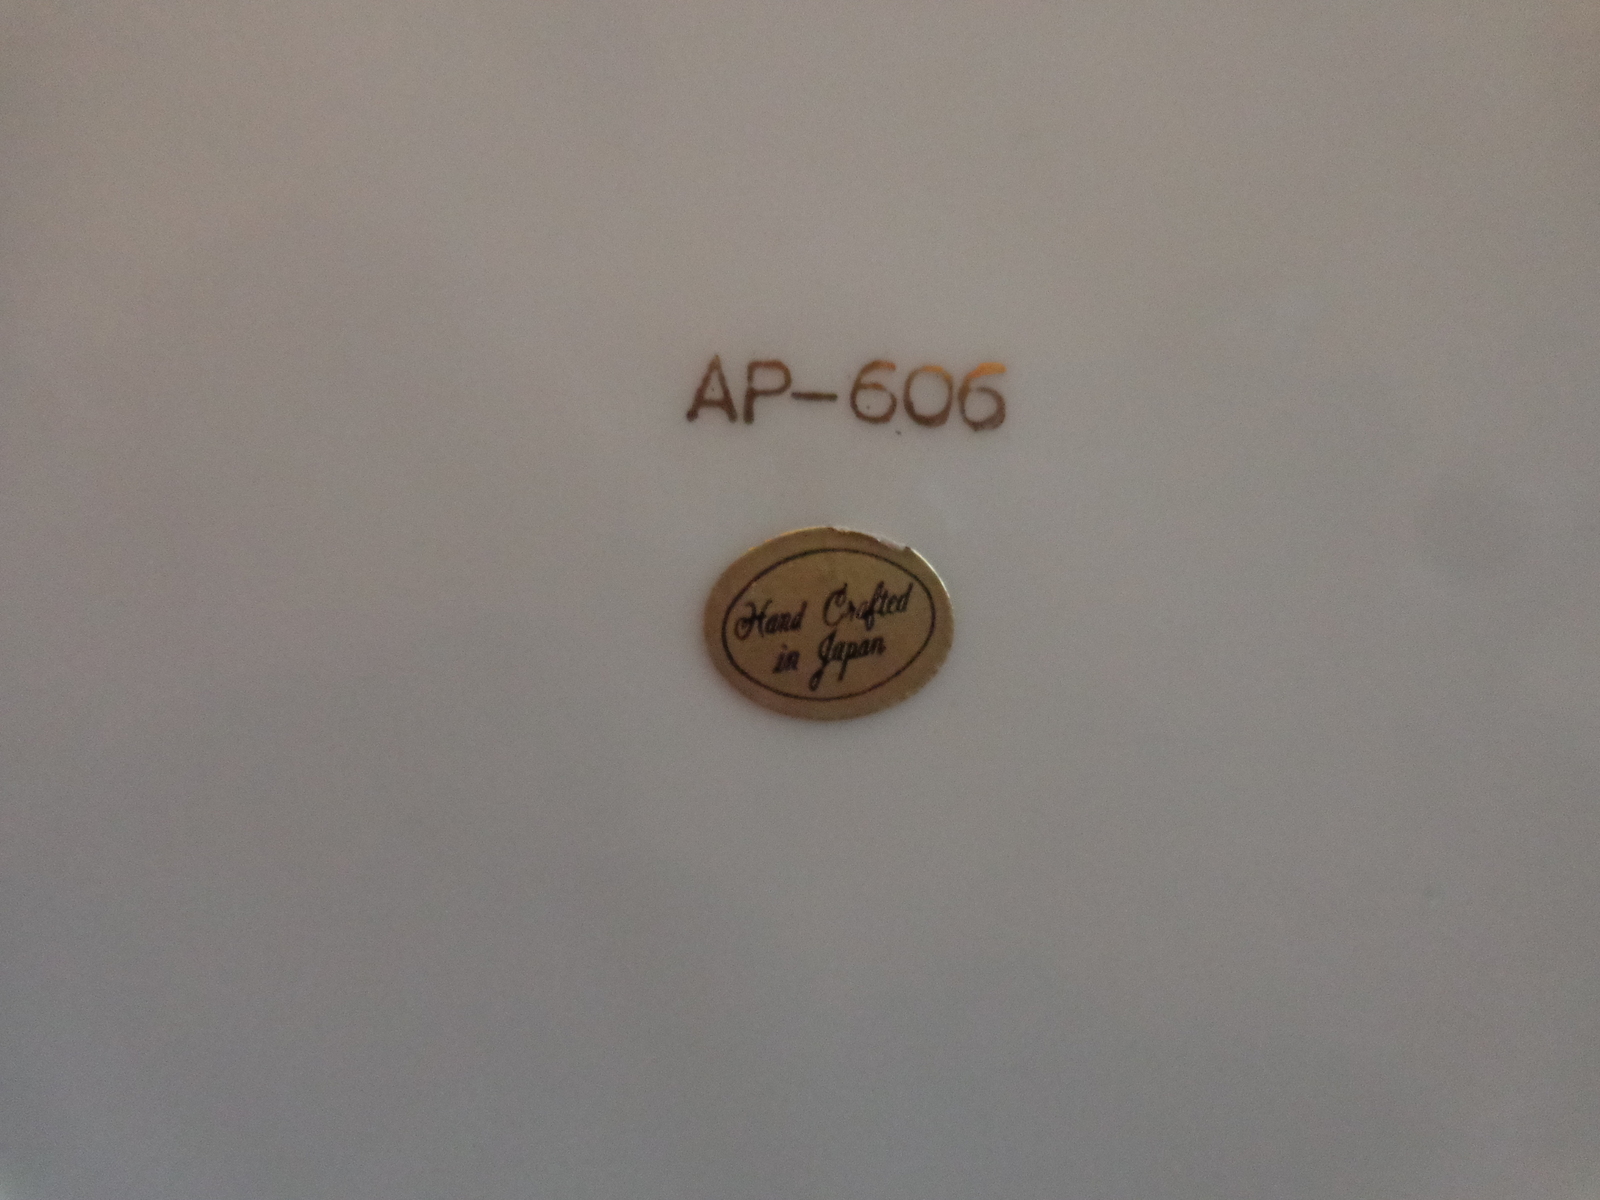 AP-606
Hand Crafted
in Japan